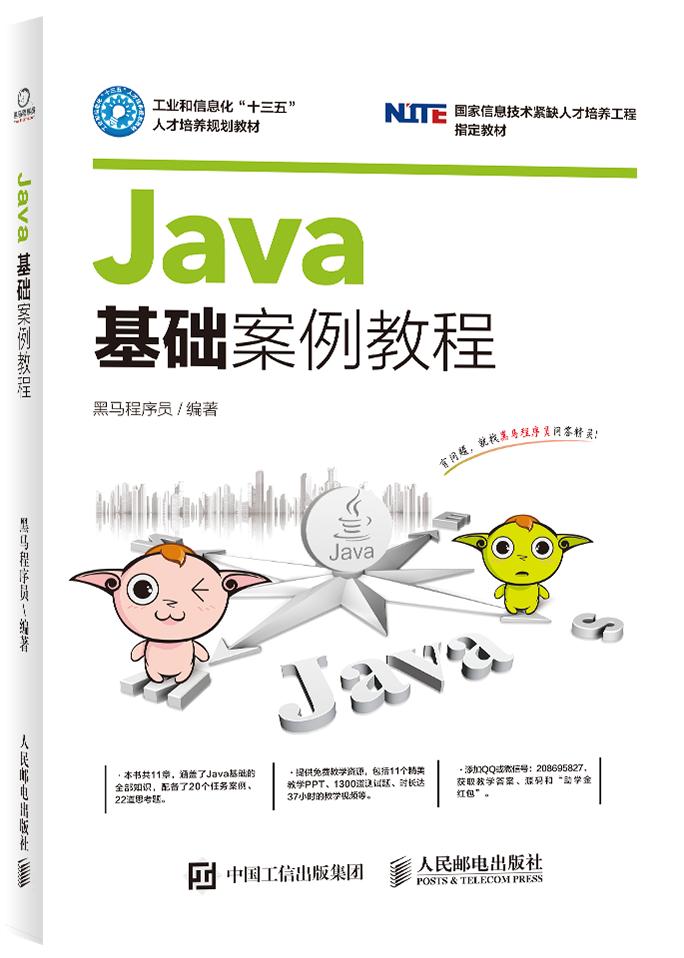 工业和信息化“十三五”
人才培养规划教材
NITE
国家信息技术紧缺人才培养工程
指定教材
Java
基础案例教程
黑马程序员/编著
有问题,就找黑马程序员问答精灵!
Java
Java
s
· 本书共11章,涵盖了Java基础的
全部知识,配备了20个任务案例、
22道思考题。
· 提供免费教学资源,包括11个精美
教学PPT、1300道测试题、时长达
37小时的教学视频等。
· 添加QQ或微信号:208695827,
获取教学答案、源码和“助学金
红包”。
中国工信出版集团
人民邮电出版社
POSTS & TELECOM PRESS
Java 基础案例教程
黑马程序员/编著
人民邮电出版社